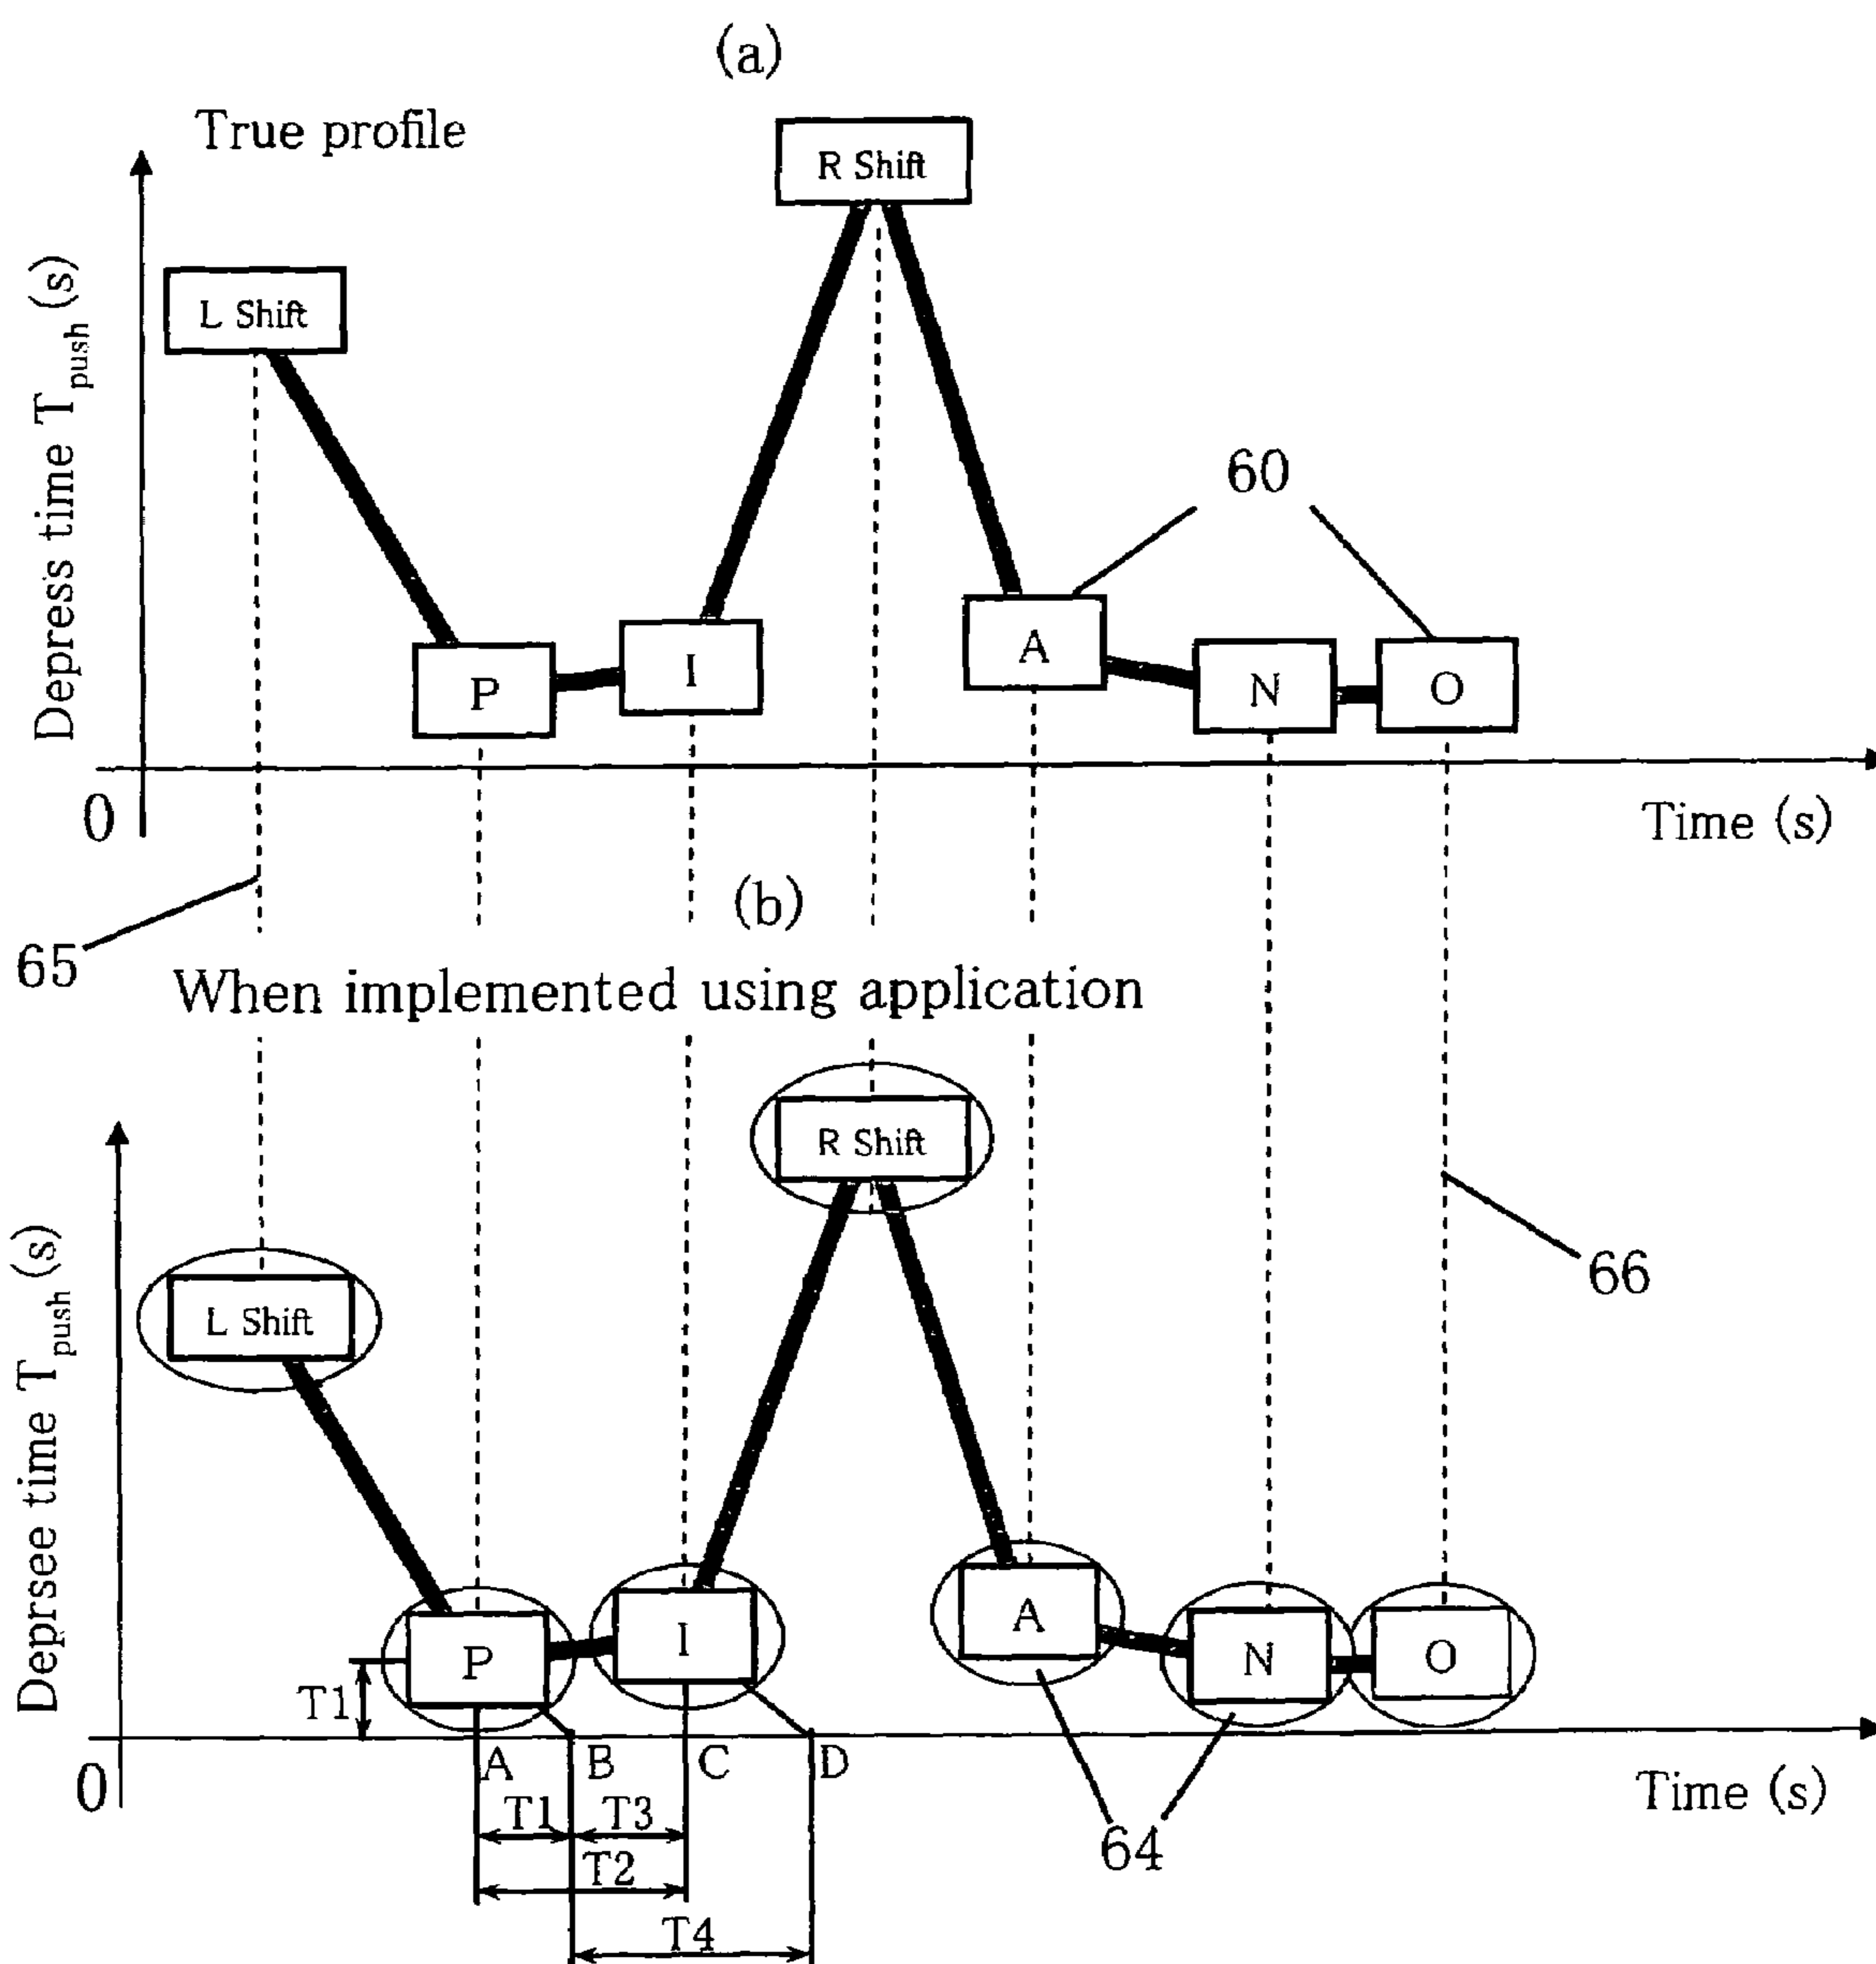 (a)
True profile
R Shift
L Shift
Depress time T_push (s)
60
A
I
P
N
O
0
Time (s)
65
(b)
When implemented using application
R Shift
66
L Shift
Deprsee time T_push (s)
A
I
P
N
O
T1
0
A
B
C
D
Time (s)
T1
T3
64
T2
T4